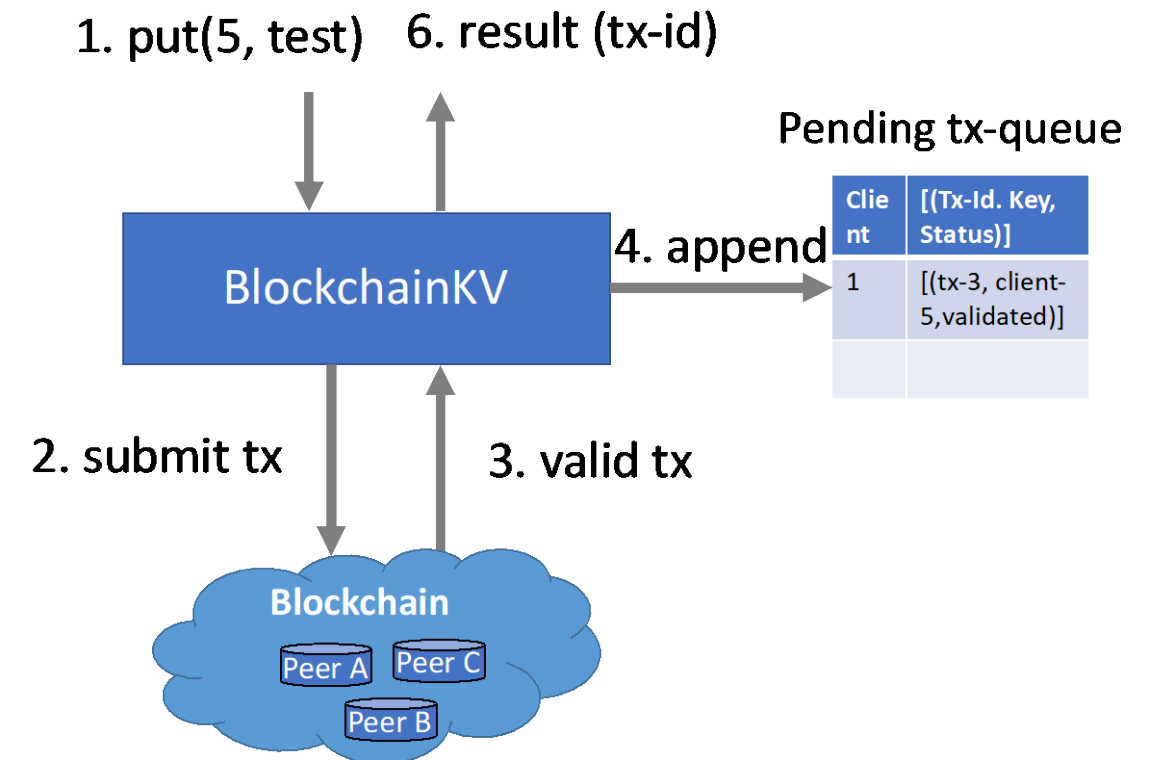 1. put(5, test)
6. result (tx-id)
Pending tx-queue
Clie
nt
[(Tx-Id. Key,
Status)]
1
[(tx-3, client-
5,validated)]
4. append
BlockchainKV
2. submit tx
3. valid tx
Blockchain
Peer A
Peer C
Peer B